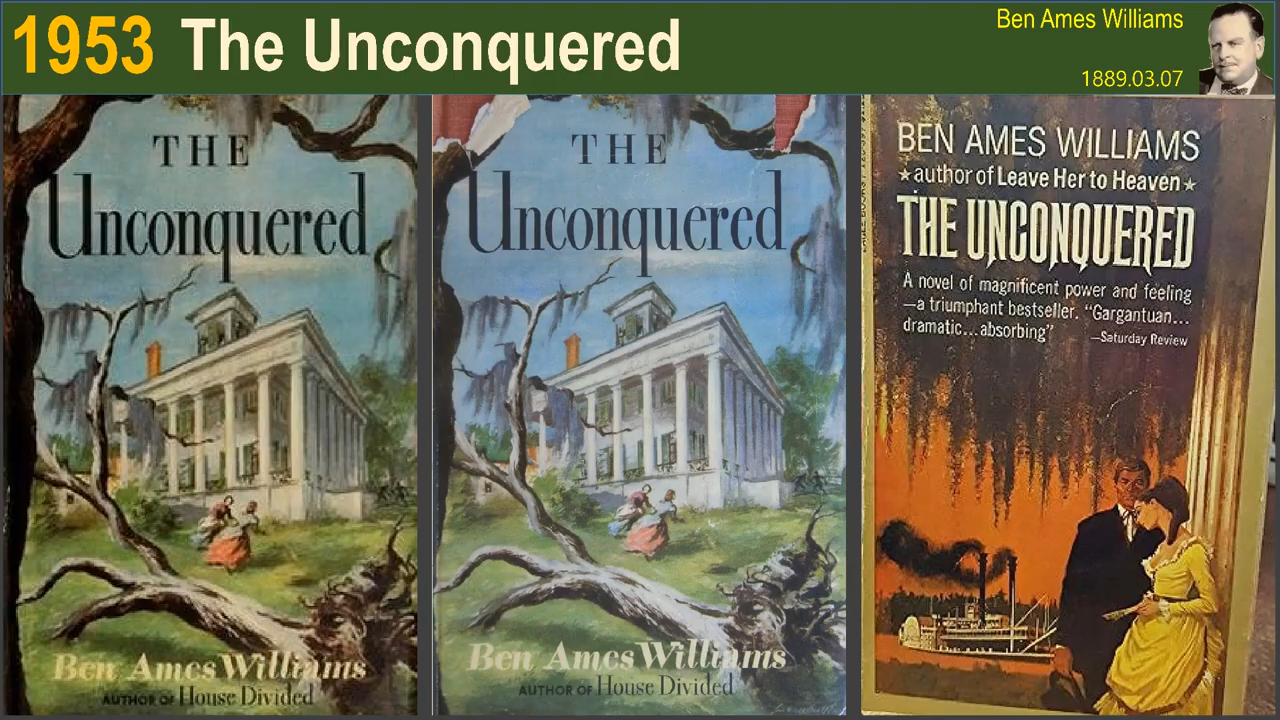 1953 The Unconquered
Ben Ames Williams
1889.03.07
THE
Unconquered
Ben Ames Williams
AUTHOR OF House Divided
THE
Unconquered
Ben Ames Williams
AUTHOR OF House Divided
BEN AMES WILLIAMS
★author of Leave Her to Heaven★
THE UNCONQUERED
A novel of magnificent power and feeling
—a triumphant bestseller. “Gargantuan...
dramatic...absorbing”
—Saturday Review